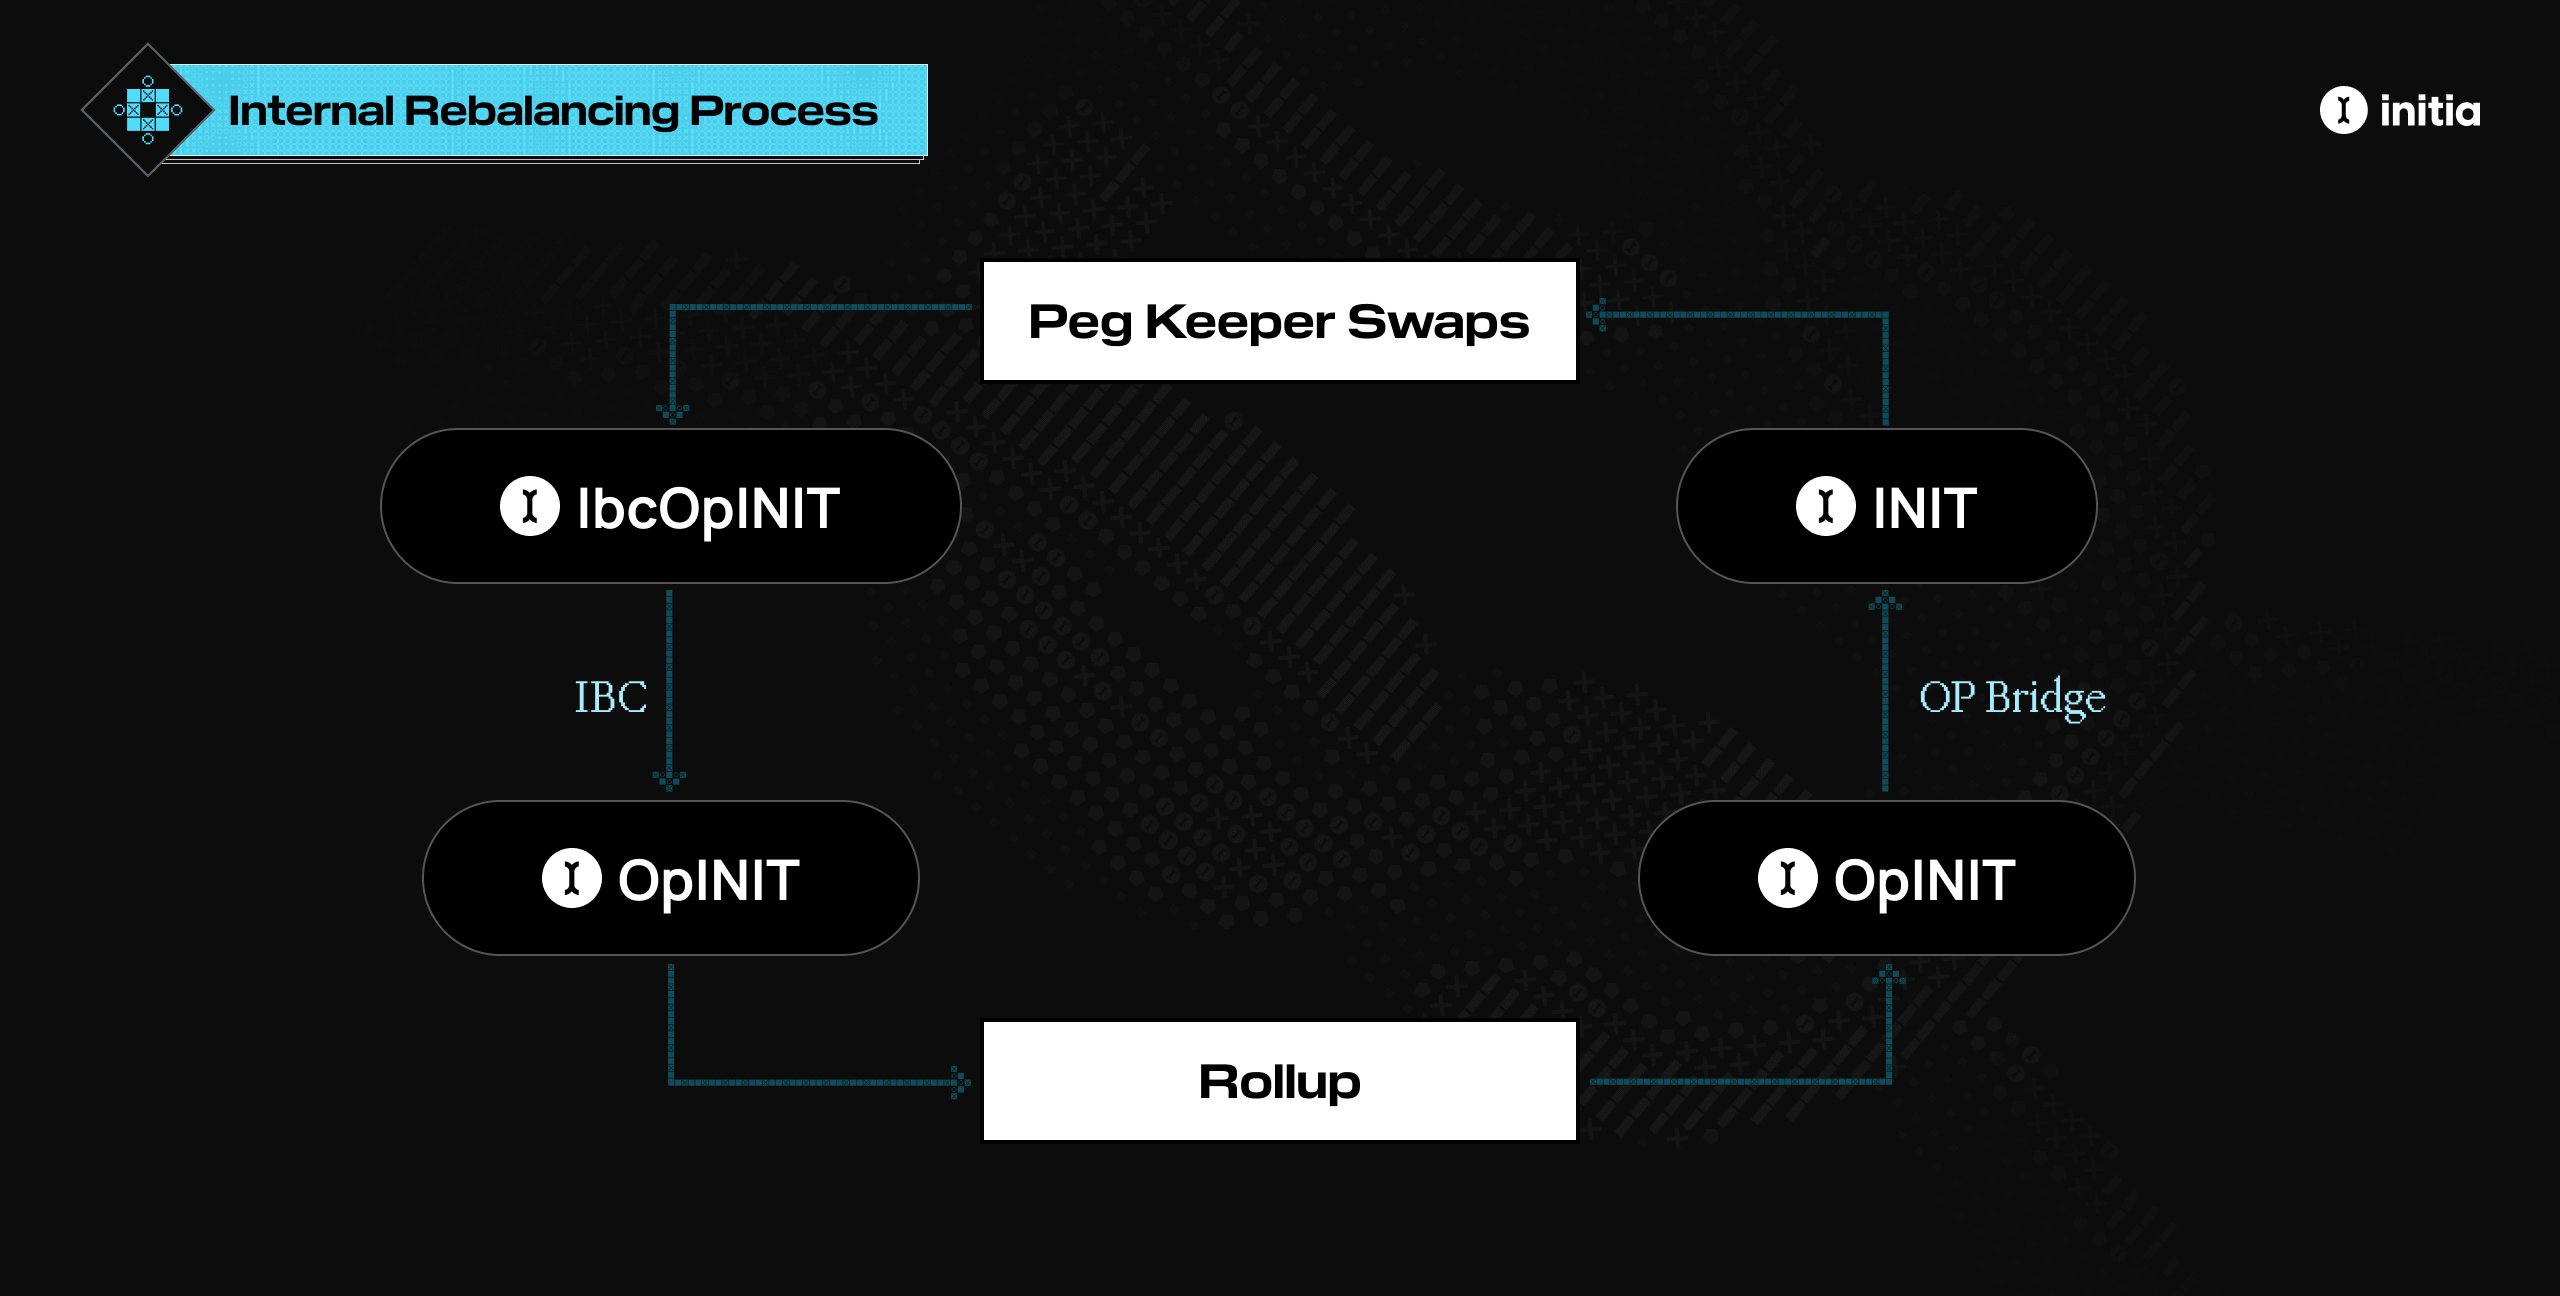 Internal Rebalancing Process
initia
Peg Keeper Swaps
IbcOpINIT
INIT
IBC
OP Bridge
OpINIT
OpINIT
Rollup